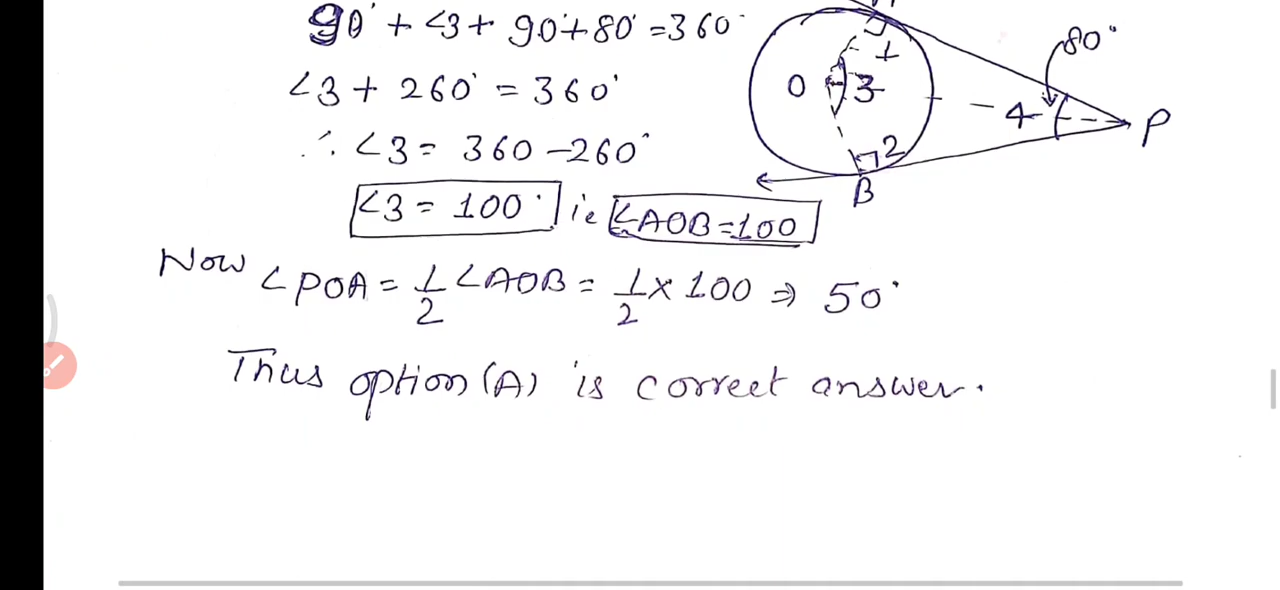 90° + ∠3 + 90° + 80° = 360°
∠3 + 260° = 360°
∴ ∠3 = 360 - 260°
∠3 = 100° ie ∠AOB = 100
Now ∠POA = 1/2 ∠AOB = 1/2 × 100 ⇒ 50°
Thus option (A) is correct answer.
80°
1
O 3
4 P
2
B